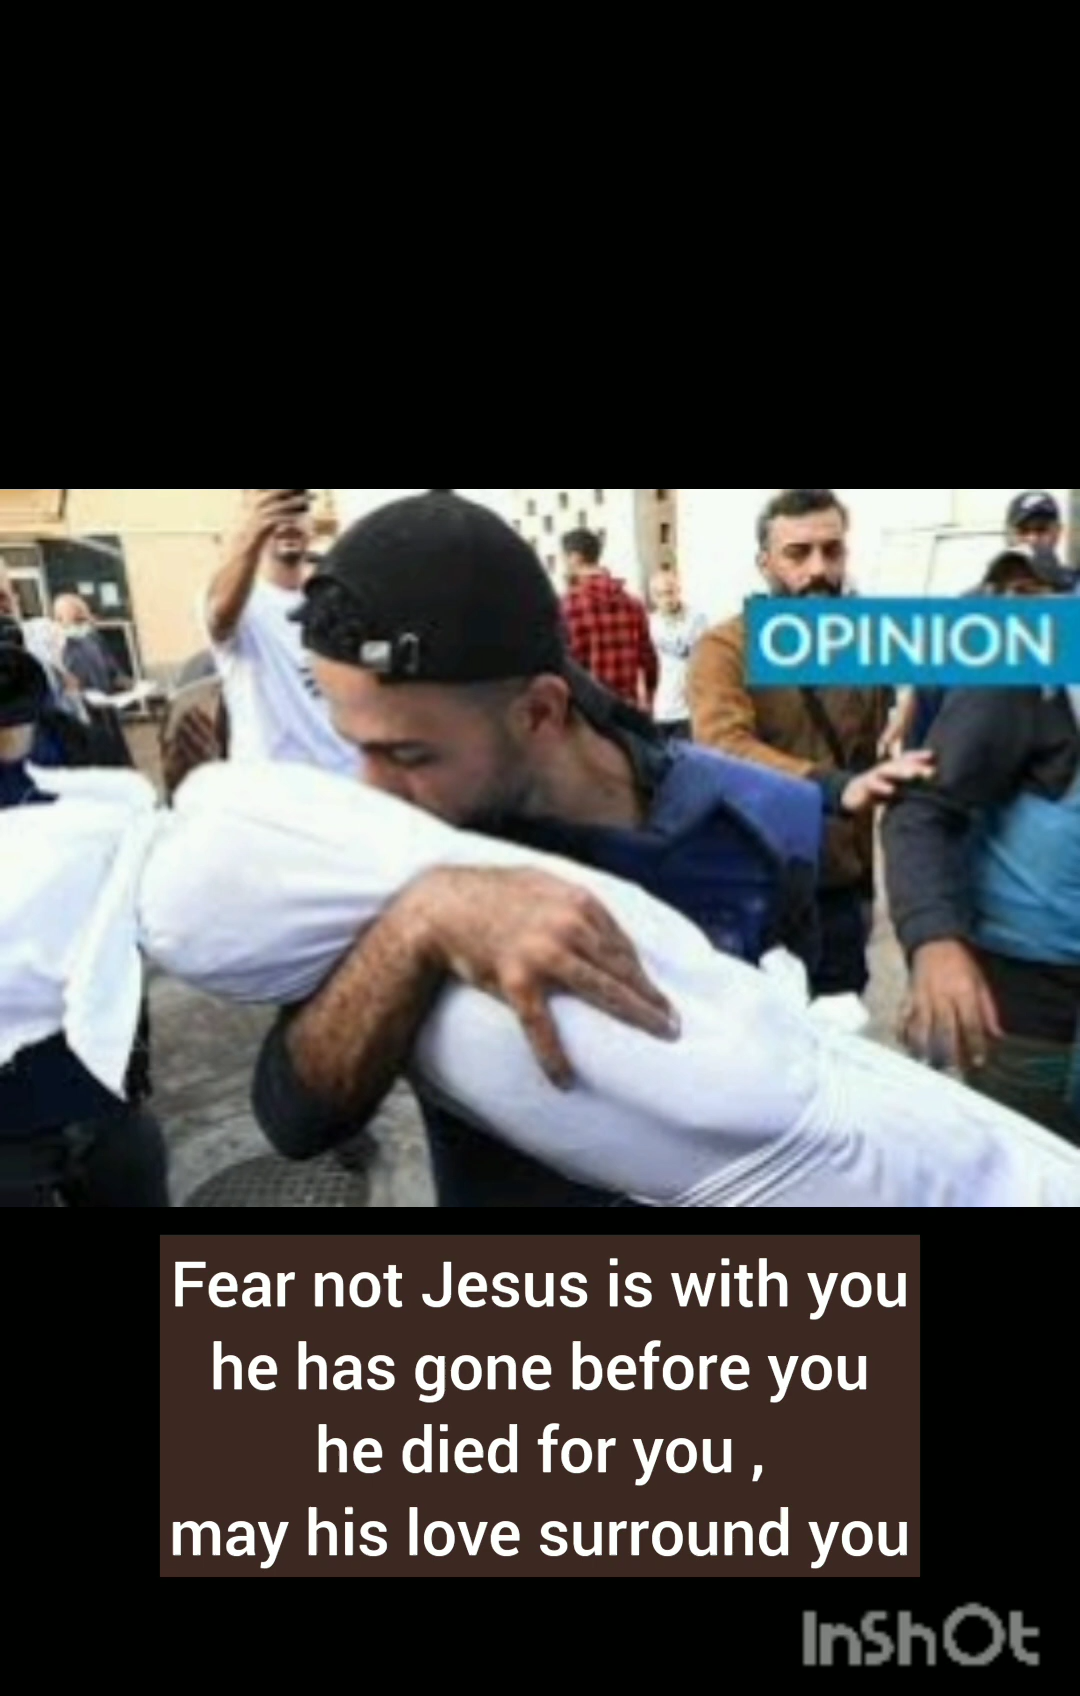 OPINION
Fear not Jesus is with you
he has gone before you
he died for you ,
may his love surround you
InShOt